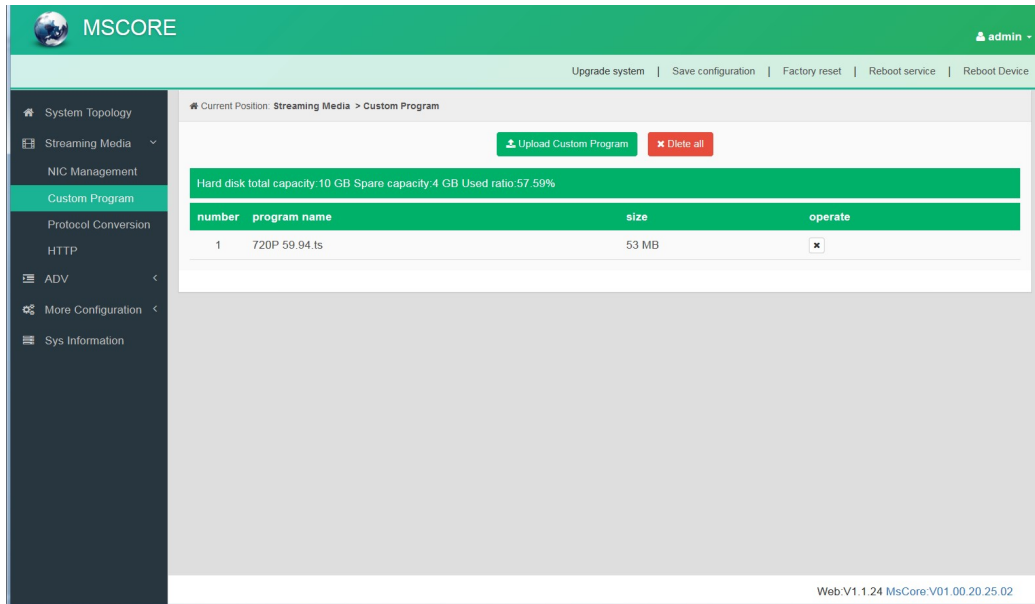 MSCORE
admin
Upgrade system | Save configuration | Factory reset | Reboot service | Reboot Device
System Topology
Streaming Media
NIC Management
Custom Program
Protocol Conversion
HTTP
ADV
More Configuration
Sys Information
Current Position: Streaming Media > Custom Program
Upload Custom Program Dlete all
Hard disk total capacity:10 GB Spare capacity:4 GB Used ratio:57.59%
number program name size operate
1 720P 59.94.ts 53 MB
Web:V1.1.24 MsCore:V01.00.20.25.02